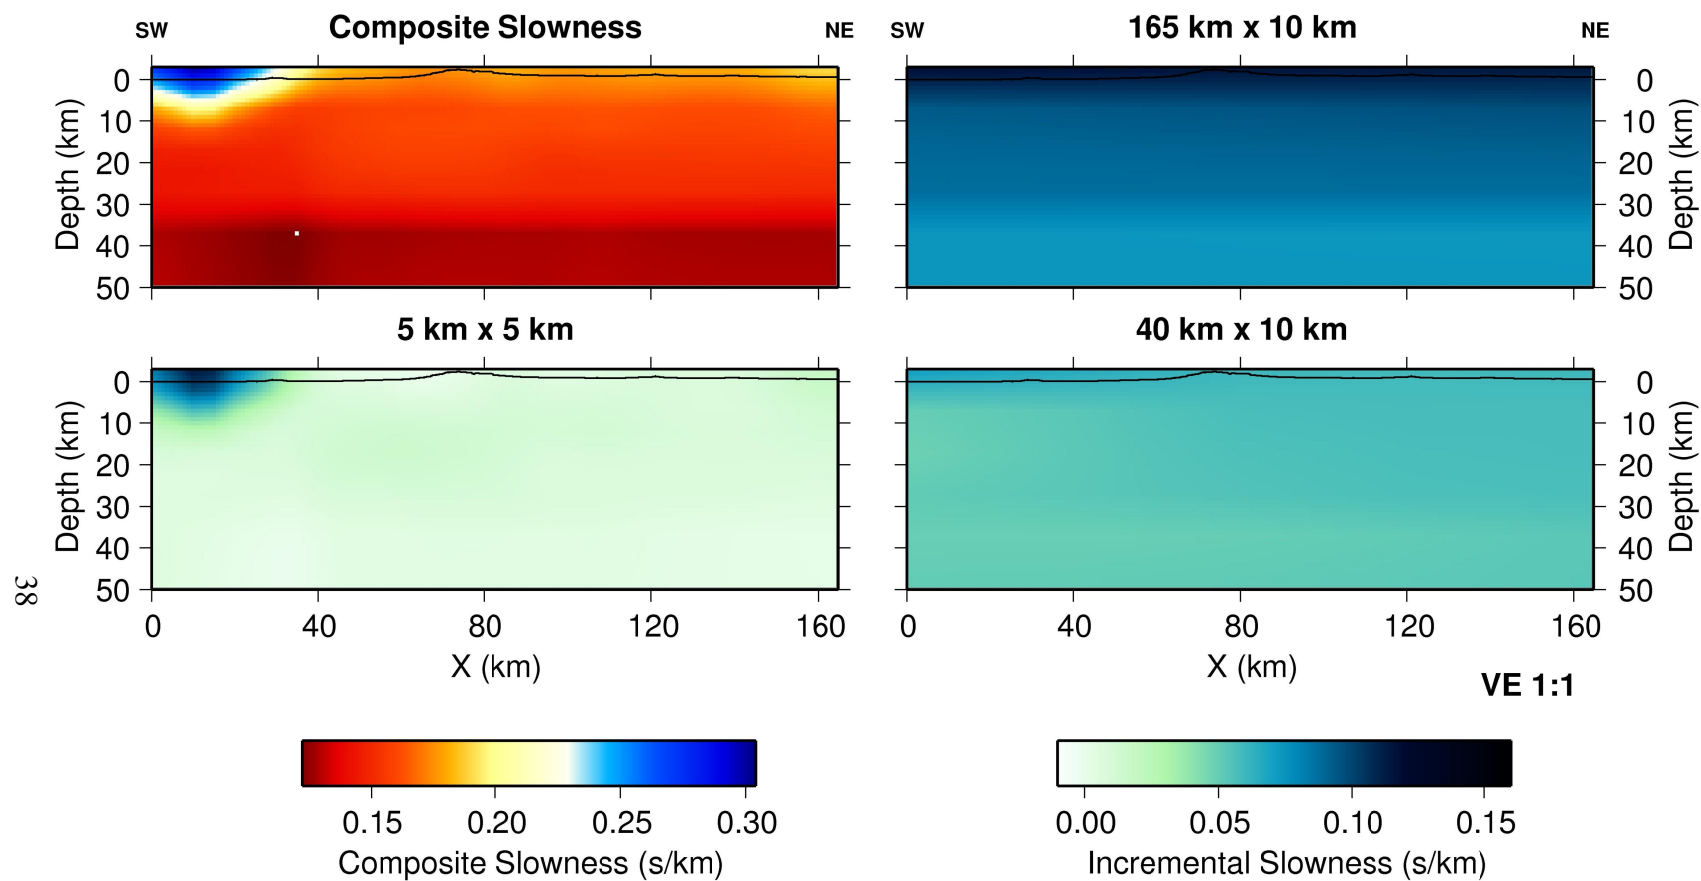 SW Composite Slowness NE
SW 165 km x 10 km NE
Depth (km)
0
10
20
30
40
50
0
10
20
30
40
50
Depth (km)
5 km x 5 km
40 km x 10 km
Depth (km)
0
10
20
30
40
50
0
10
20
30
40
50
Depth (km)
0 40 80 120 160
X (km)
0 40 80 120 160
X (km)
VE 1:1
0.15 0.20 0.25 0.30
Composite Slowness (s/km)
0.00 0.05 0.10 0.15
Incremental Slowness (s/km)
38